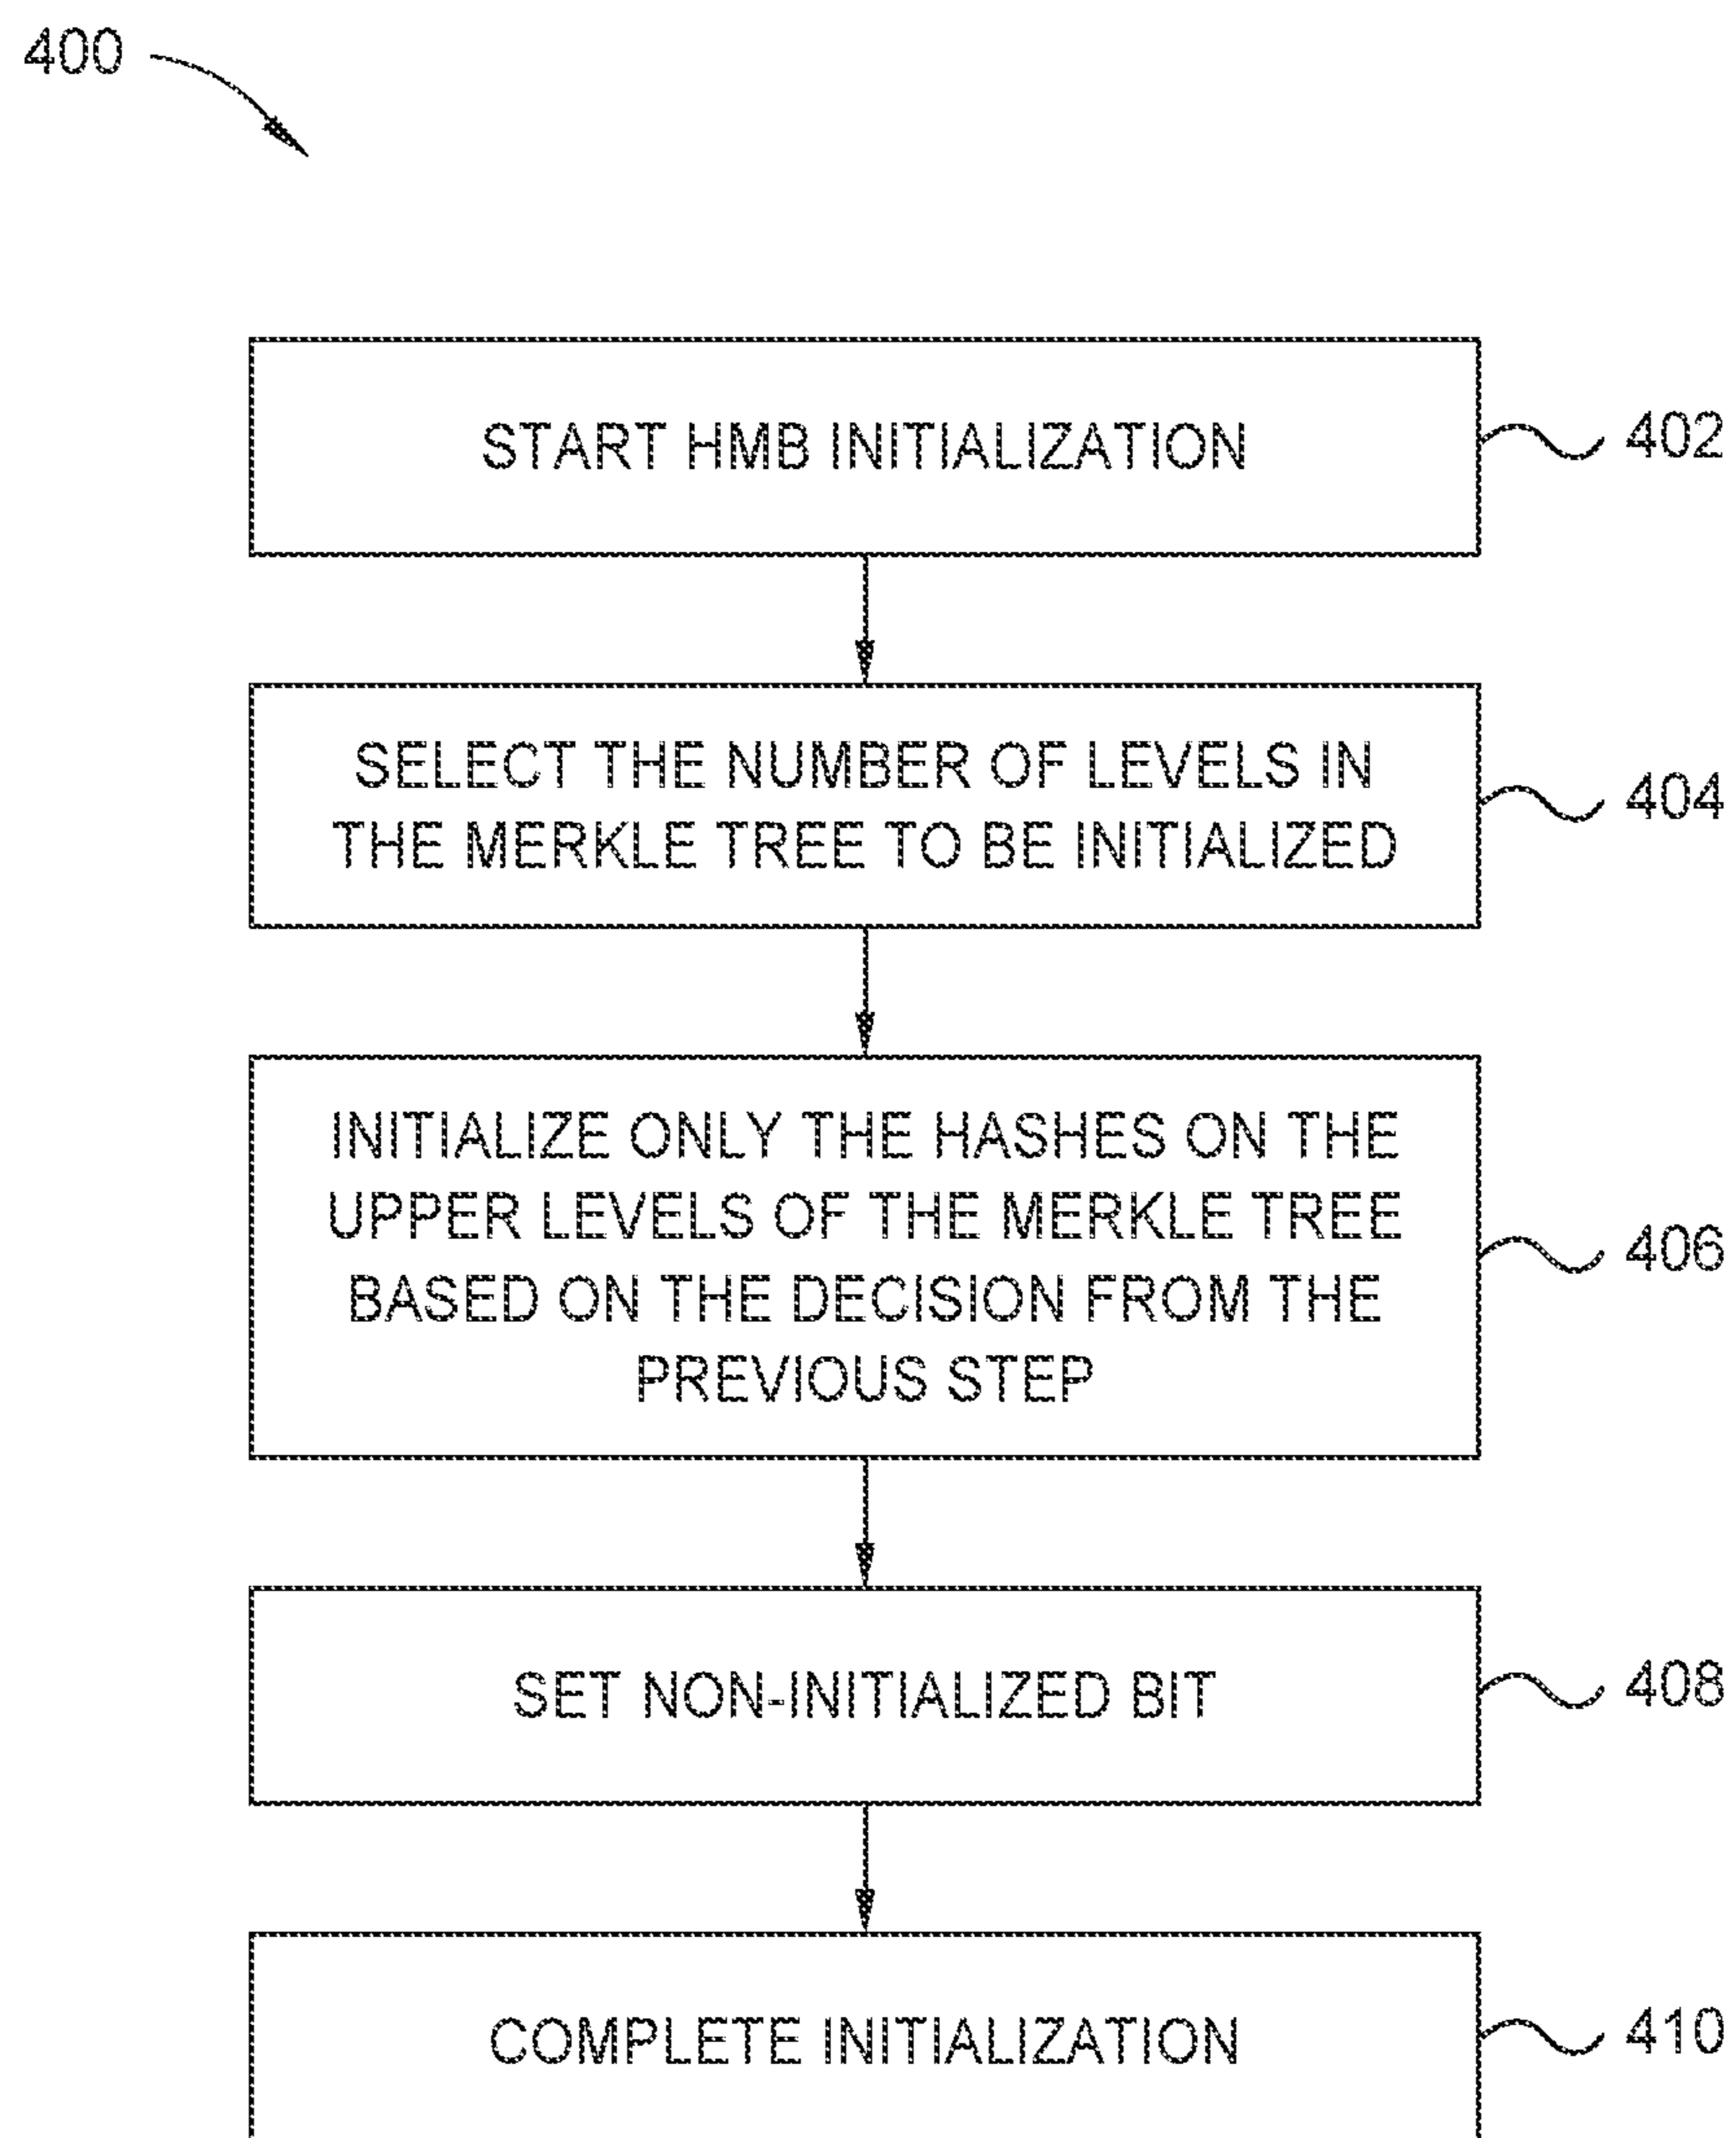 400
START HMB INITIALIZATION
402
SELECT THE NUMBER OF LEVELS IN
THE MERKLE TREE TO BE INITIALIZED
404
INITIALIZE ONLY THE HASHES ON THE
UPPER LEVELS OF THE MERKLE TREE
BASED ON THE DECISION FROM THE
PREVIOUS STEP
406
SET NON-INITIALIZED BIT
408
COMPLETE INITIALIZATION
410